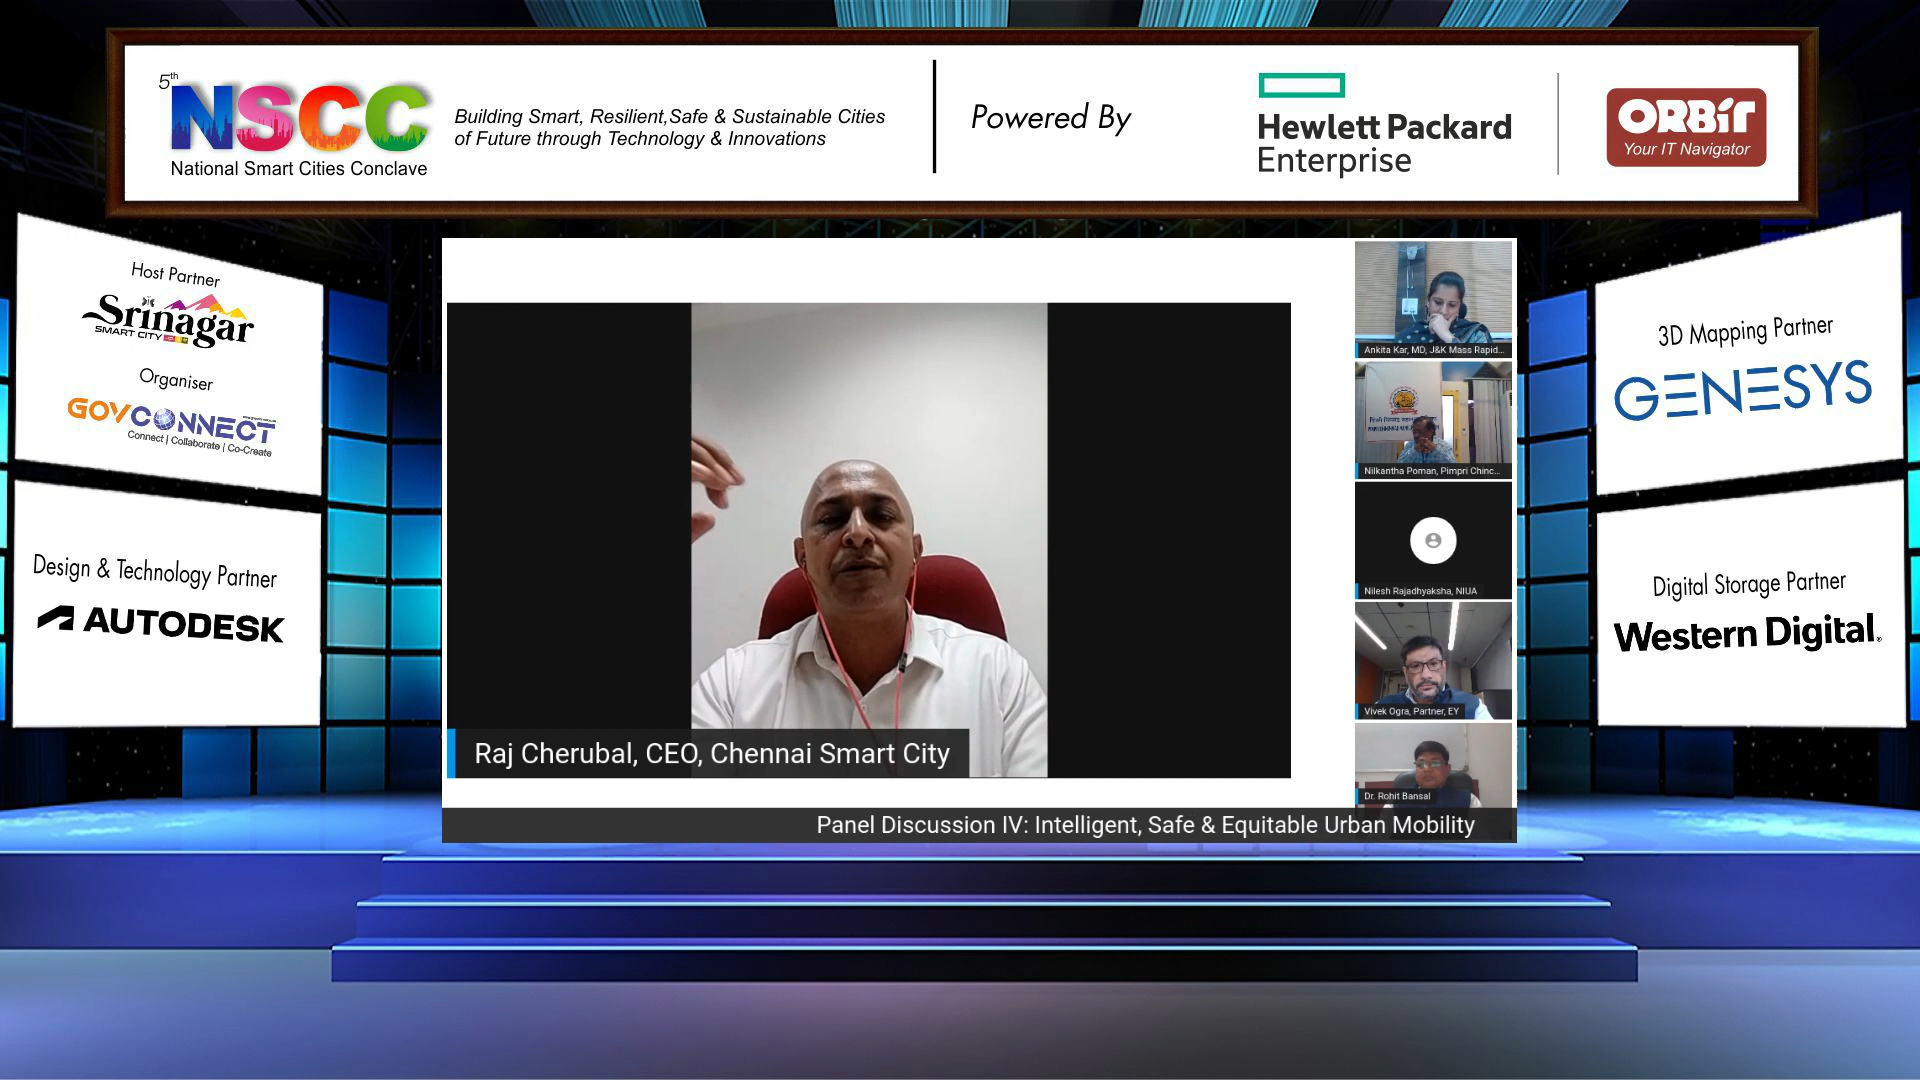 5th
NSCC
National Smart Cities Conclave
Building Smart, Resilient,Safe & Sustainable Cities
of Future through Technology & Innovations
Powered By
Hewlett Packard
Enterprise
ORBIT
Your IT Navigator
Host Partner
Srinagar
SMART CITY
Organiser
GOVCONNECT
Connect | Collaborate | Co-Create
Design & Technology Partner
AUTODESK
Raj Cherubal, CEO, Chennai Smart City
Ankita Kar, MD, J&K Mass Rapid...
Nilkantha Poman, Pimpri Chinc...
Nilesh Rajadhyaksha, NIUA
Vivek Ogra, Partner, EY
Dr. Rohit Bansal
Panel Discussion IV: Intelligent, Safe & Equitable Urban Mobility
3D Mapping Partner
GENESYS
Digital Storage Partner
Western Digital.